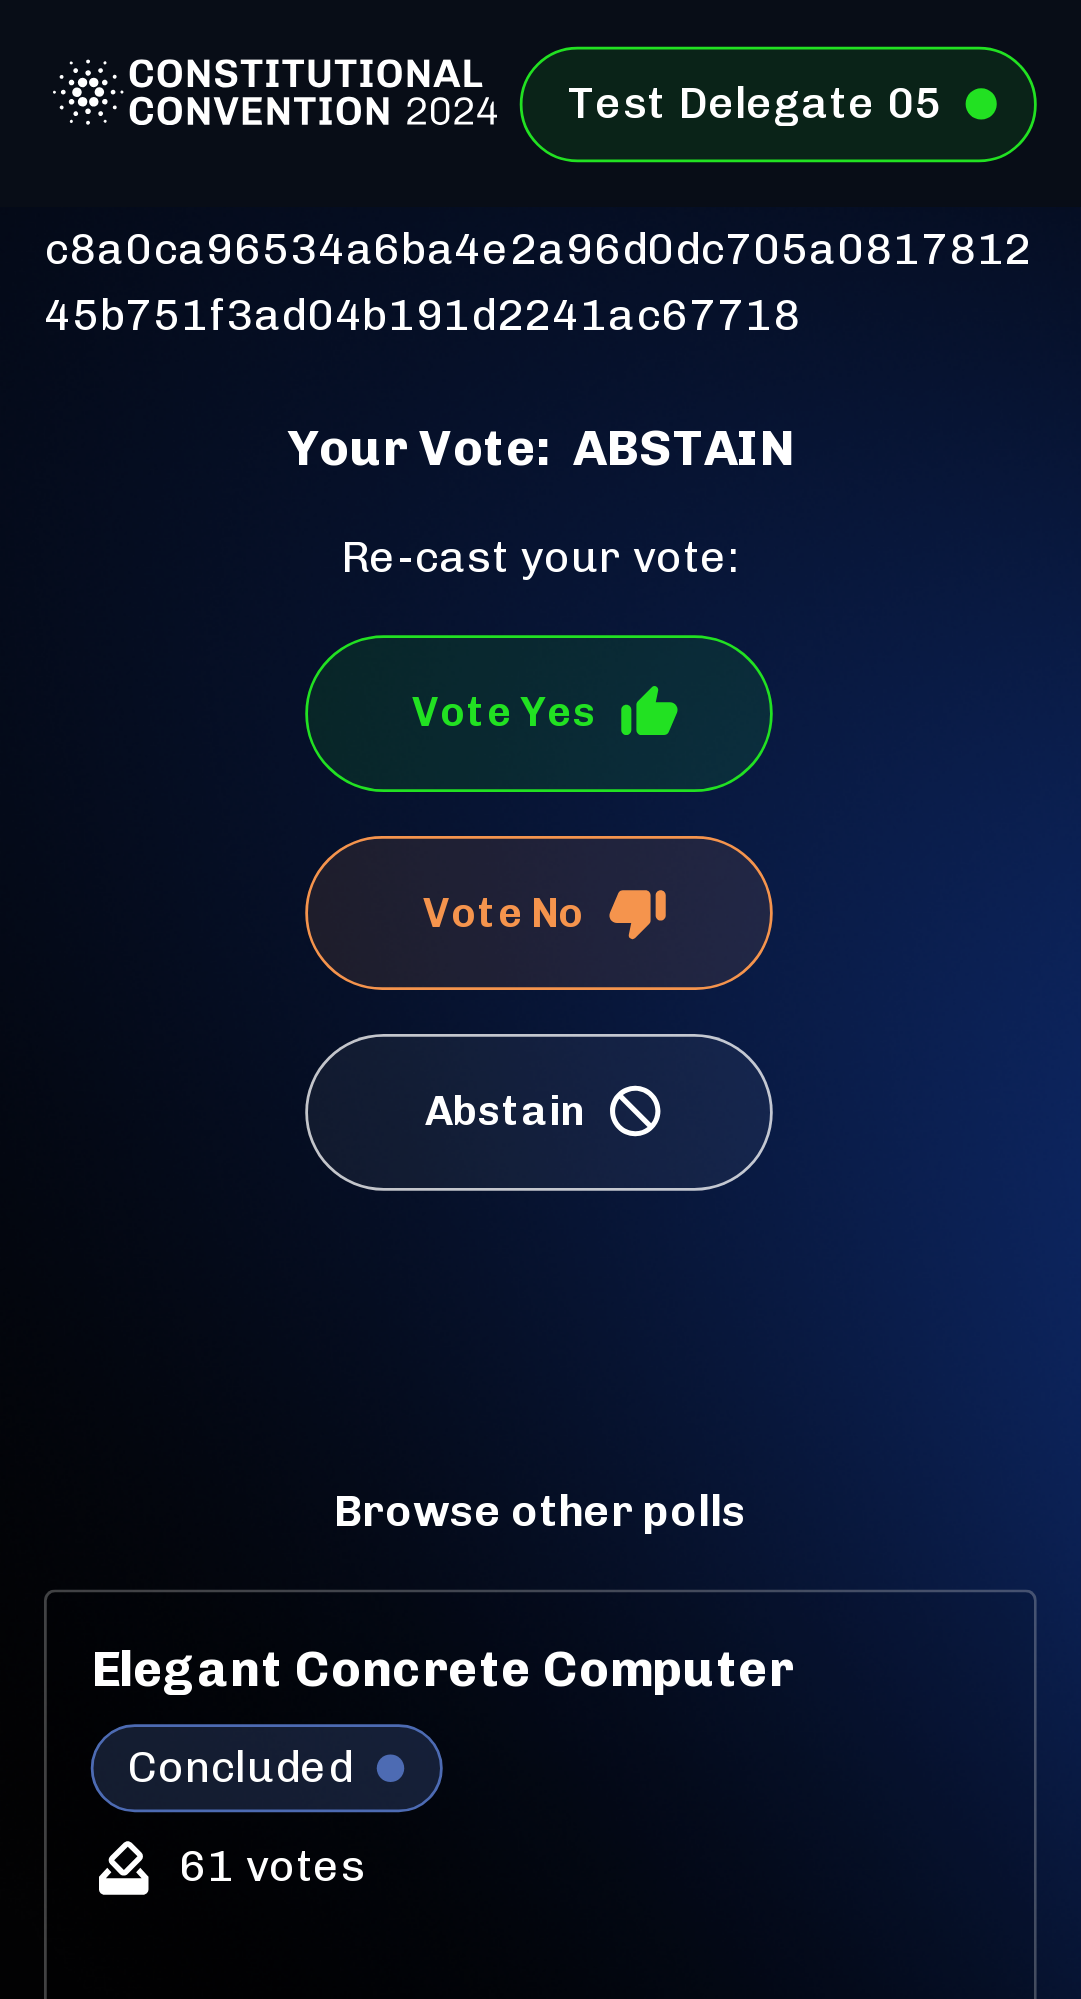 CONSTITUTIONAL
CONVENTION 2024
Test Delegate 05
c8a0ca96534a6ba4e2a96d0dc705a0817812
45b751f3ad04b191d2241ac67718
Your Vote: ABSTAIN
Re-cast your vote:
Vote Yes
Vote No
Abstain
Browse other polls
Elegant Concrete Computer
Concluded
61 votes